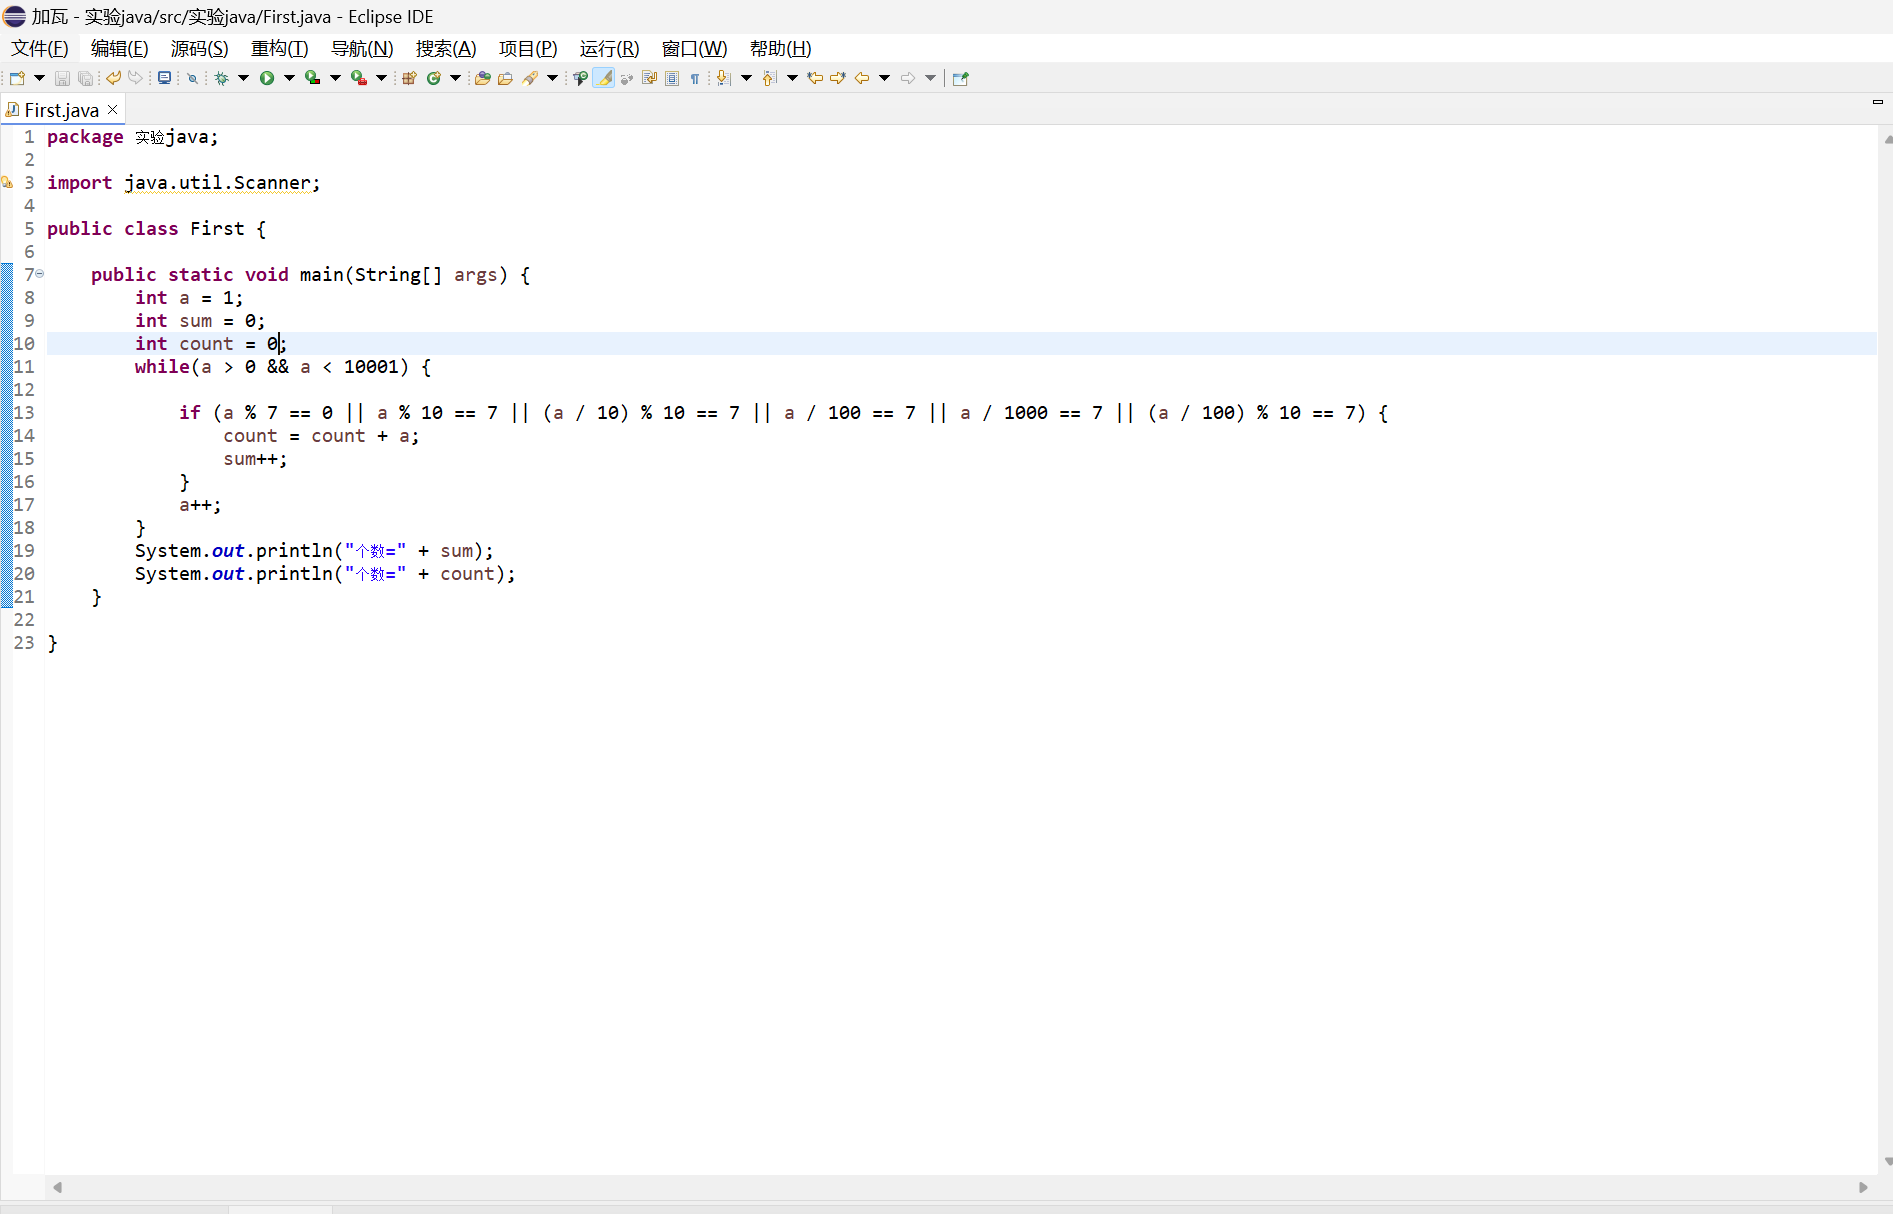 加瓦 - 实验java/src/实验java/First.java - Eclipse IDE
文件(F) 编辑(E) 源码(S) 重构(T) 导航(N) 搜索(A) 项目(P) 运行(R) 窗口(W) 帮助(H)
First.java
1 package 实验java;
2
3 import java.util.Scanner;
4
5 public class First {
6
7 public static void main(String[] args) {
8 int a = 1;
9 int sum = 0;
10 int count = 0;
11 while(a > 0 && a < 10001) {
12
13 if (a % 7 == 0 || a % 10 == 7 || (a / 10) % 10 == 7 || a / 100 == 7 || a / 1000 == 7 || (a / 100) % 10 == 7) {
14 count = count + a;
15 sum++;
16 }
17 a++;
18 }
19 System.out.println("个数=" + sum);
20 System.out.println("个数=" + count);
21 }
22
23 }